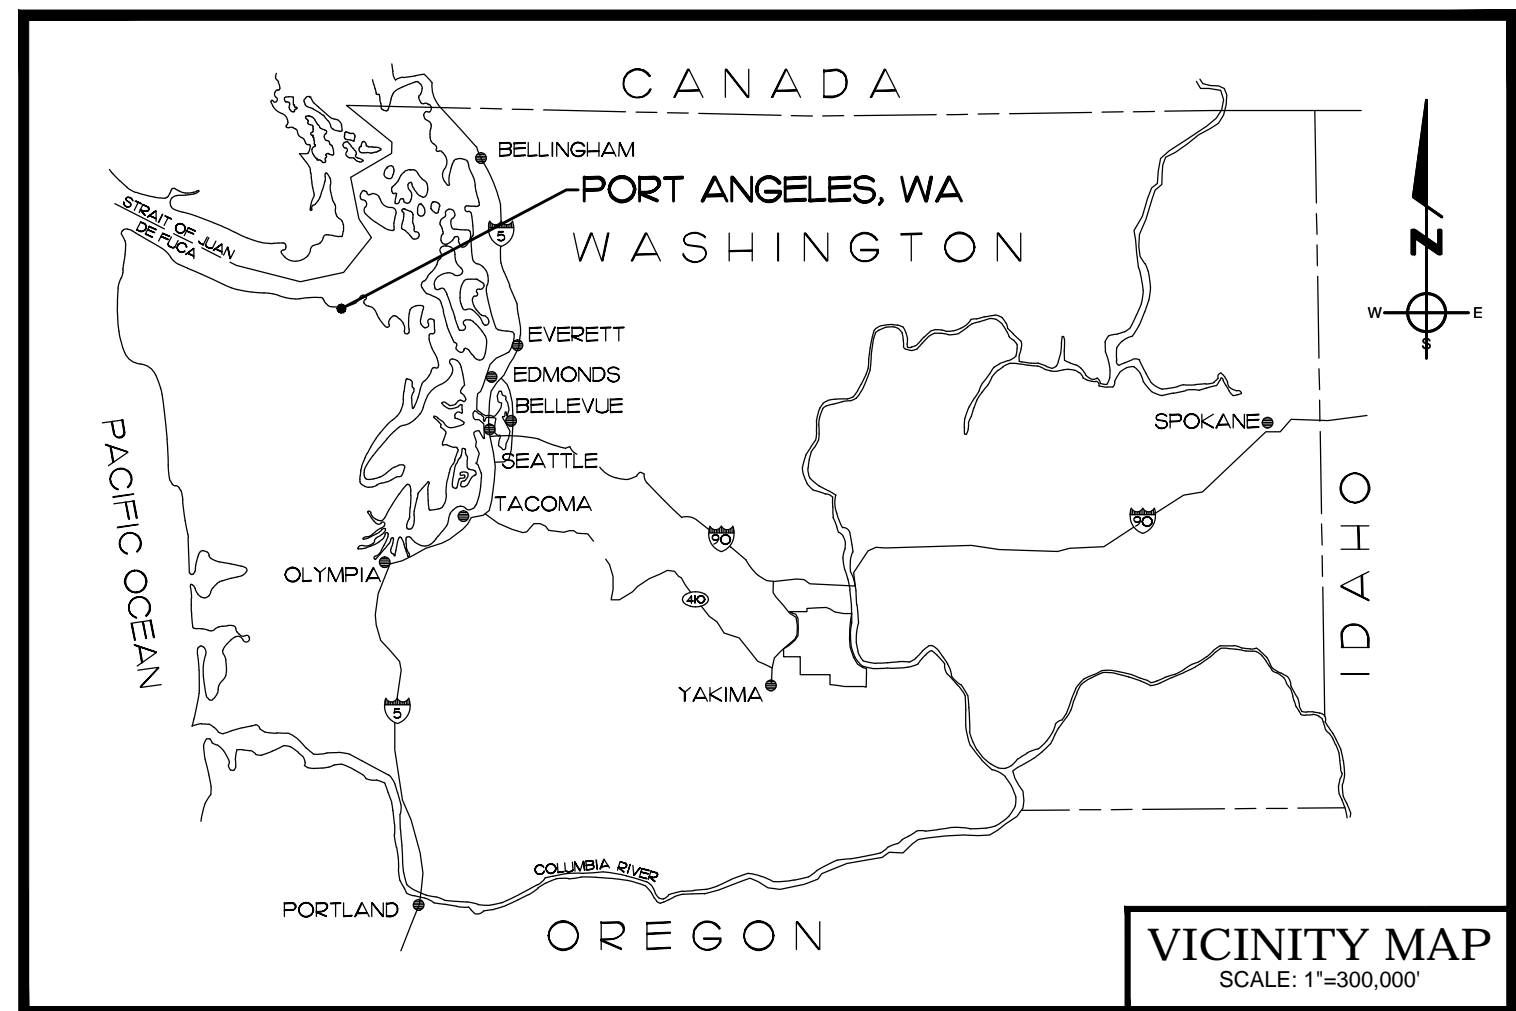 CANADA
BELLINGHAM
PORT ANGELES, WA
STRAIT OF JUAN
DE FUCA
5
WASHINGTON
N
W
E
S
EVERETT
EDMONDS
BELLEVUE
SPOKANE
SEATTLE
PACIFIC OCEAN
IDAHO
TACOMA
90
90
OLYMPIA
410
YAKIMA
5
COLUMBIA RIVER
PORTLAND
OREGON
VICINITY MAP
SCALE: 1"=300,000'